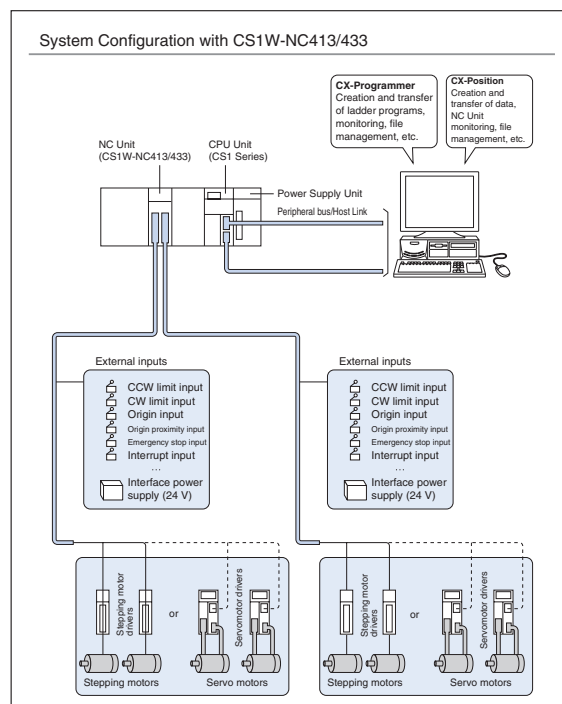 System Configuration with CS1W-NC413/433
CX-Programmer
Creation and transfer
of ladder programs,
monitoring, file
management, etc.
CX-Position
Creation and
transfer of data,
NC Unit
monitoring, file
management, etc.
NC Unit
(CS1W-NC413/433)
CPU Unit
(CS1 Series)
Power Supply Unit
Peripheral bus/Host Link
External inputs
CCW limit input
CW limit input
Origin input
Origin proximity input
Emergency stop input
Interrupt input
...
Interface power
supply (24 V)
External inputs
CCW limit input
CW limit input
Origin input
Origin proximity input
Emergency stop input
Interrupt input
...
Interface power
supply (24 V)
Stepping motor
drivers
or
Servomotor drivers
Stepping motors
Servo motors
Stepping motor
drivers
or
Servomotor drivers
Stepping motors
Servo motors